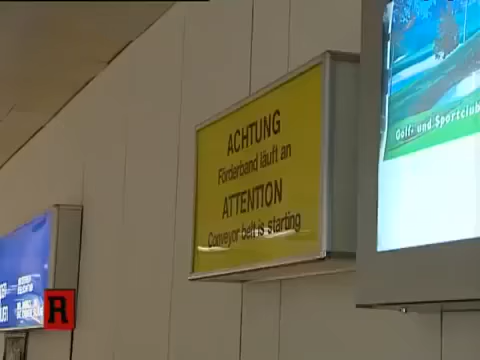 ACHTUNG
Förderband läuft an
ATTENTION
Conveyor belt is starting
Golf- und Sportclub
R